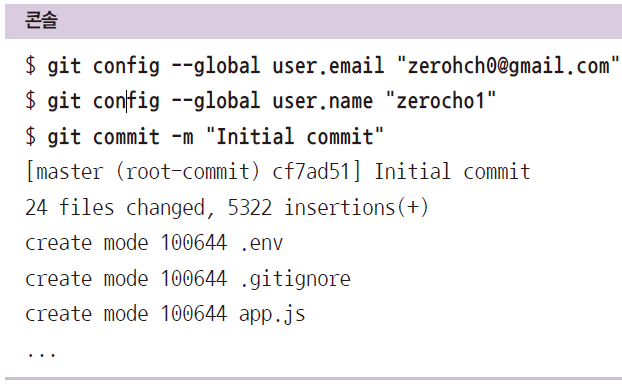 콘솔
$ git config --global user.email "zerohch0@gmail.com"
$ git config --global user.name "zerocho1"
$ git commit -m "Initial commit"
[master (root-commit) cf7ad51] Initial commit
24 files changed, 5322 insertions(+)
create mode 100644 .env
create mode 100644 .gitignore
create mode 100644 app.js
...